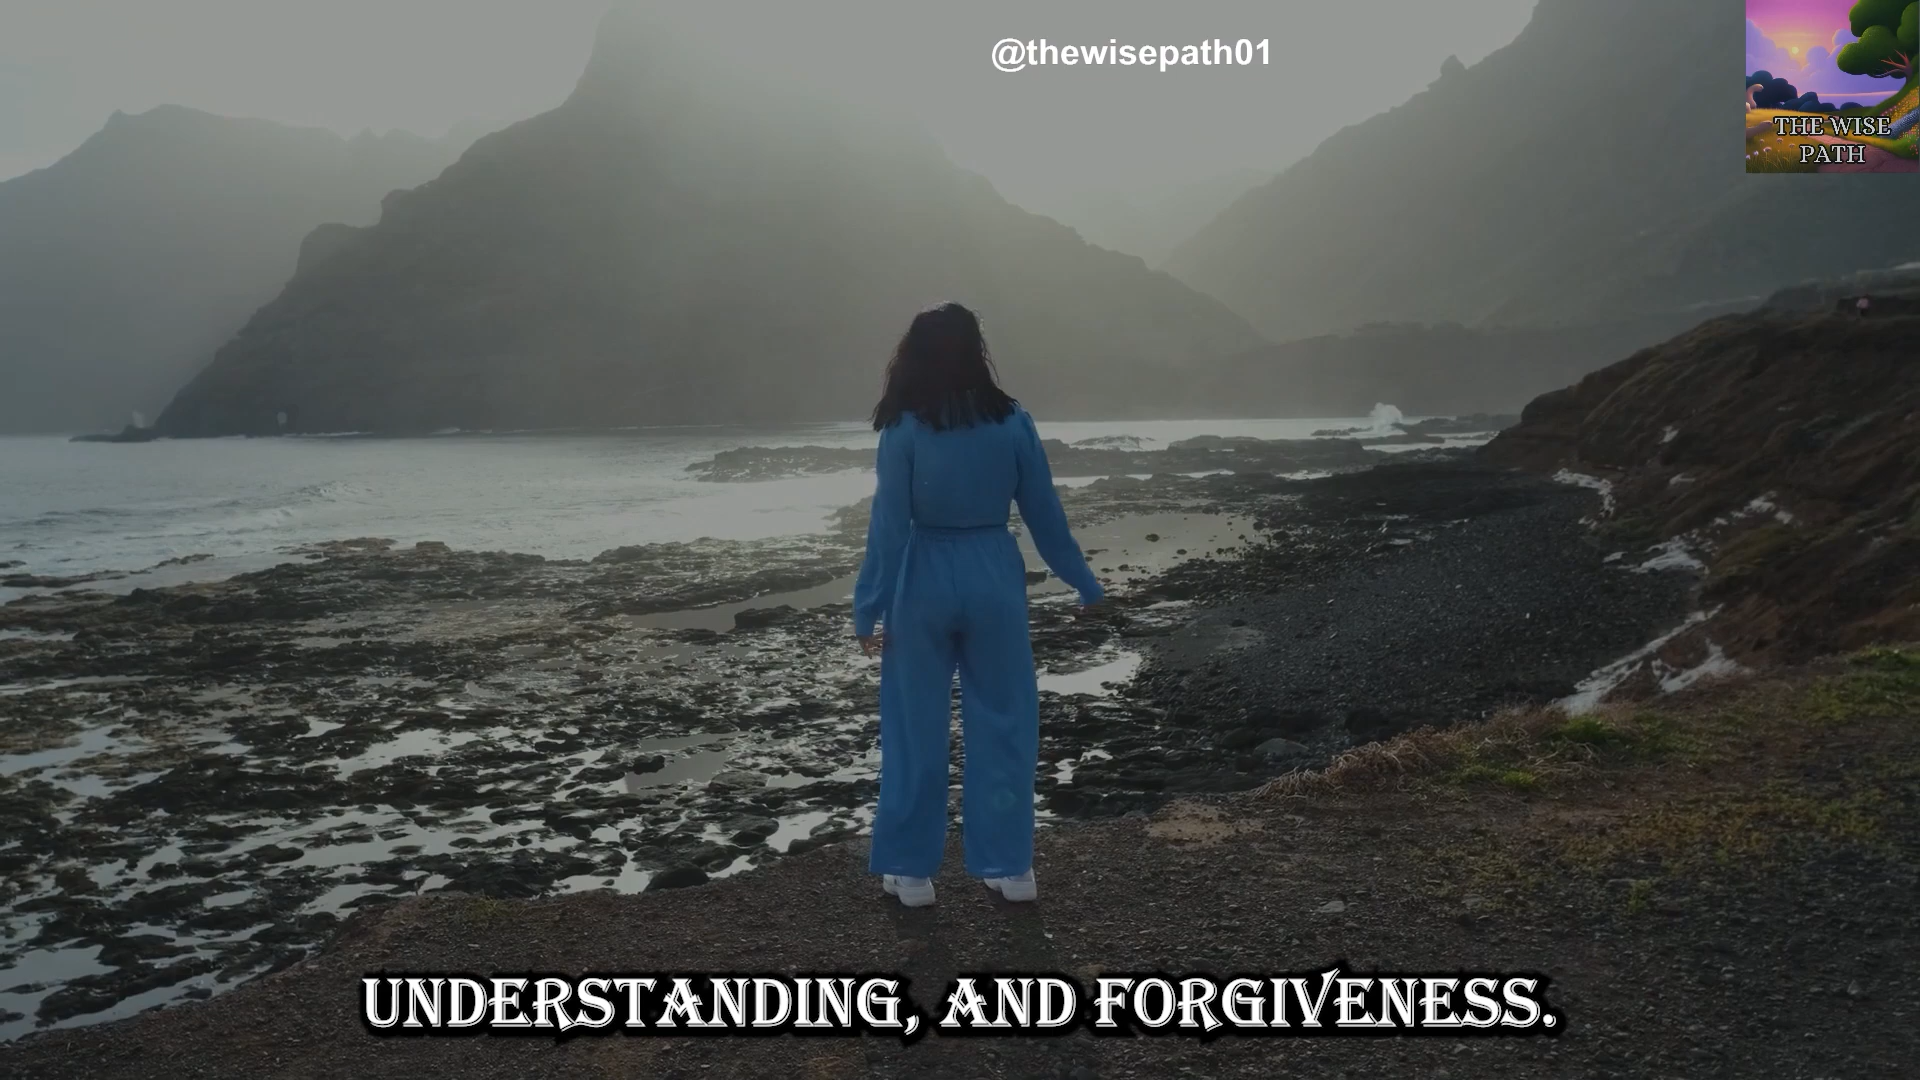 @thewisepath01
THE WISE
PATH
UNDERSTANDING, AND FORGIVENESS.